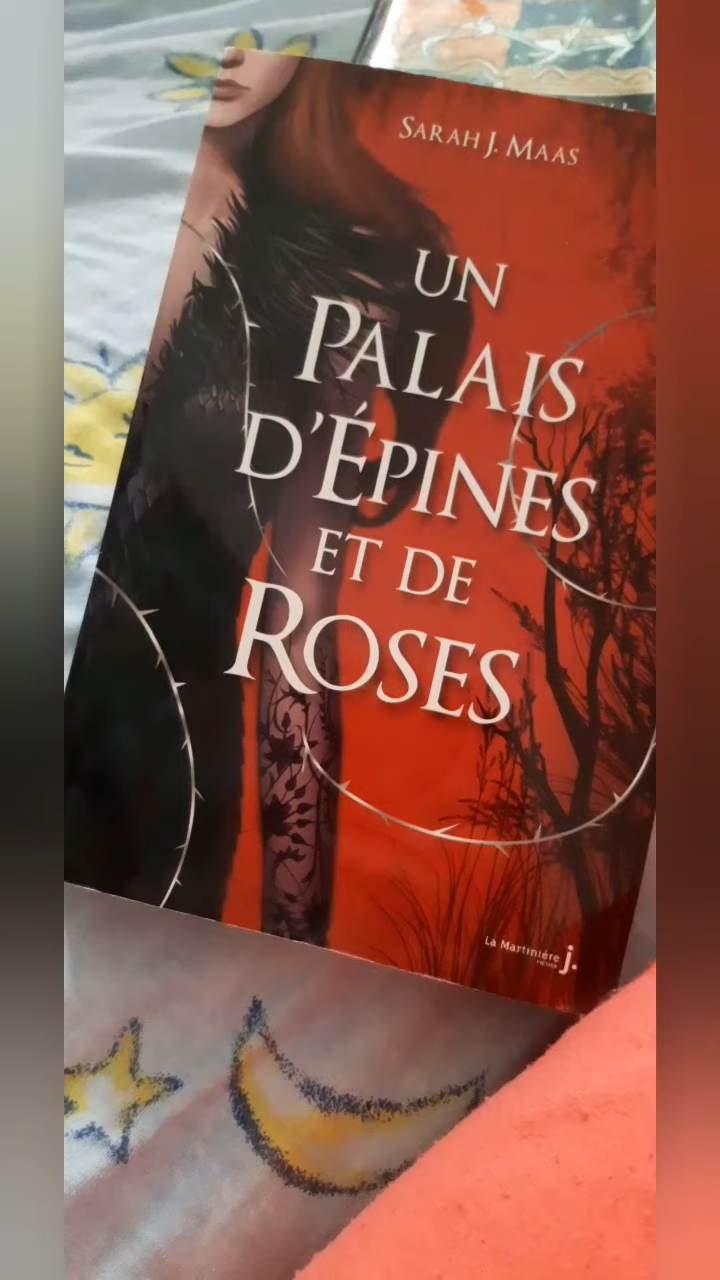 SARAH J. MAAS
UN
PALAIS
D'ÉPINES
ET DE
ROSES
La Martinière j.